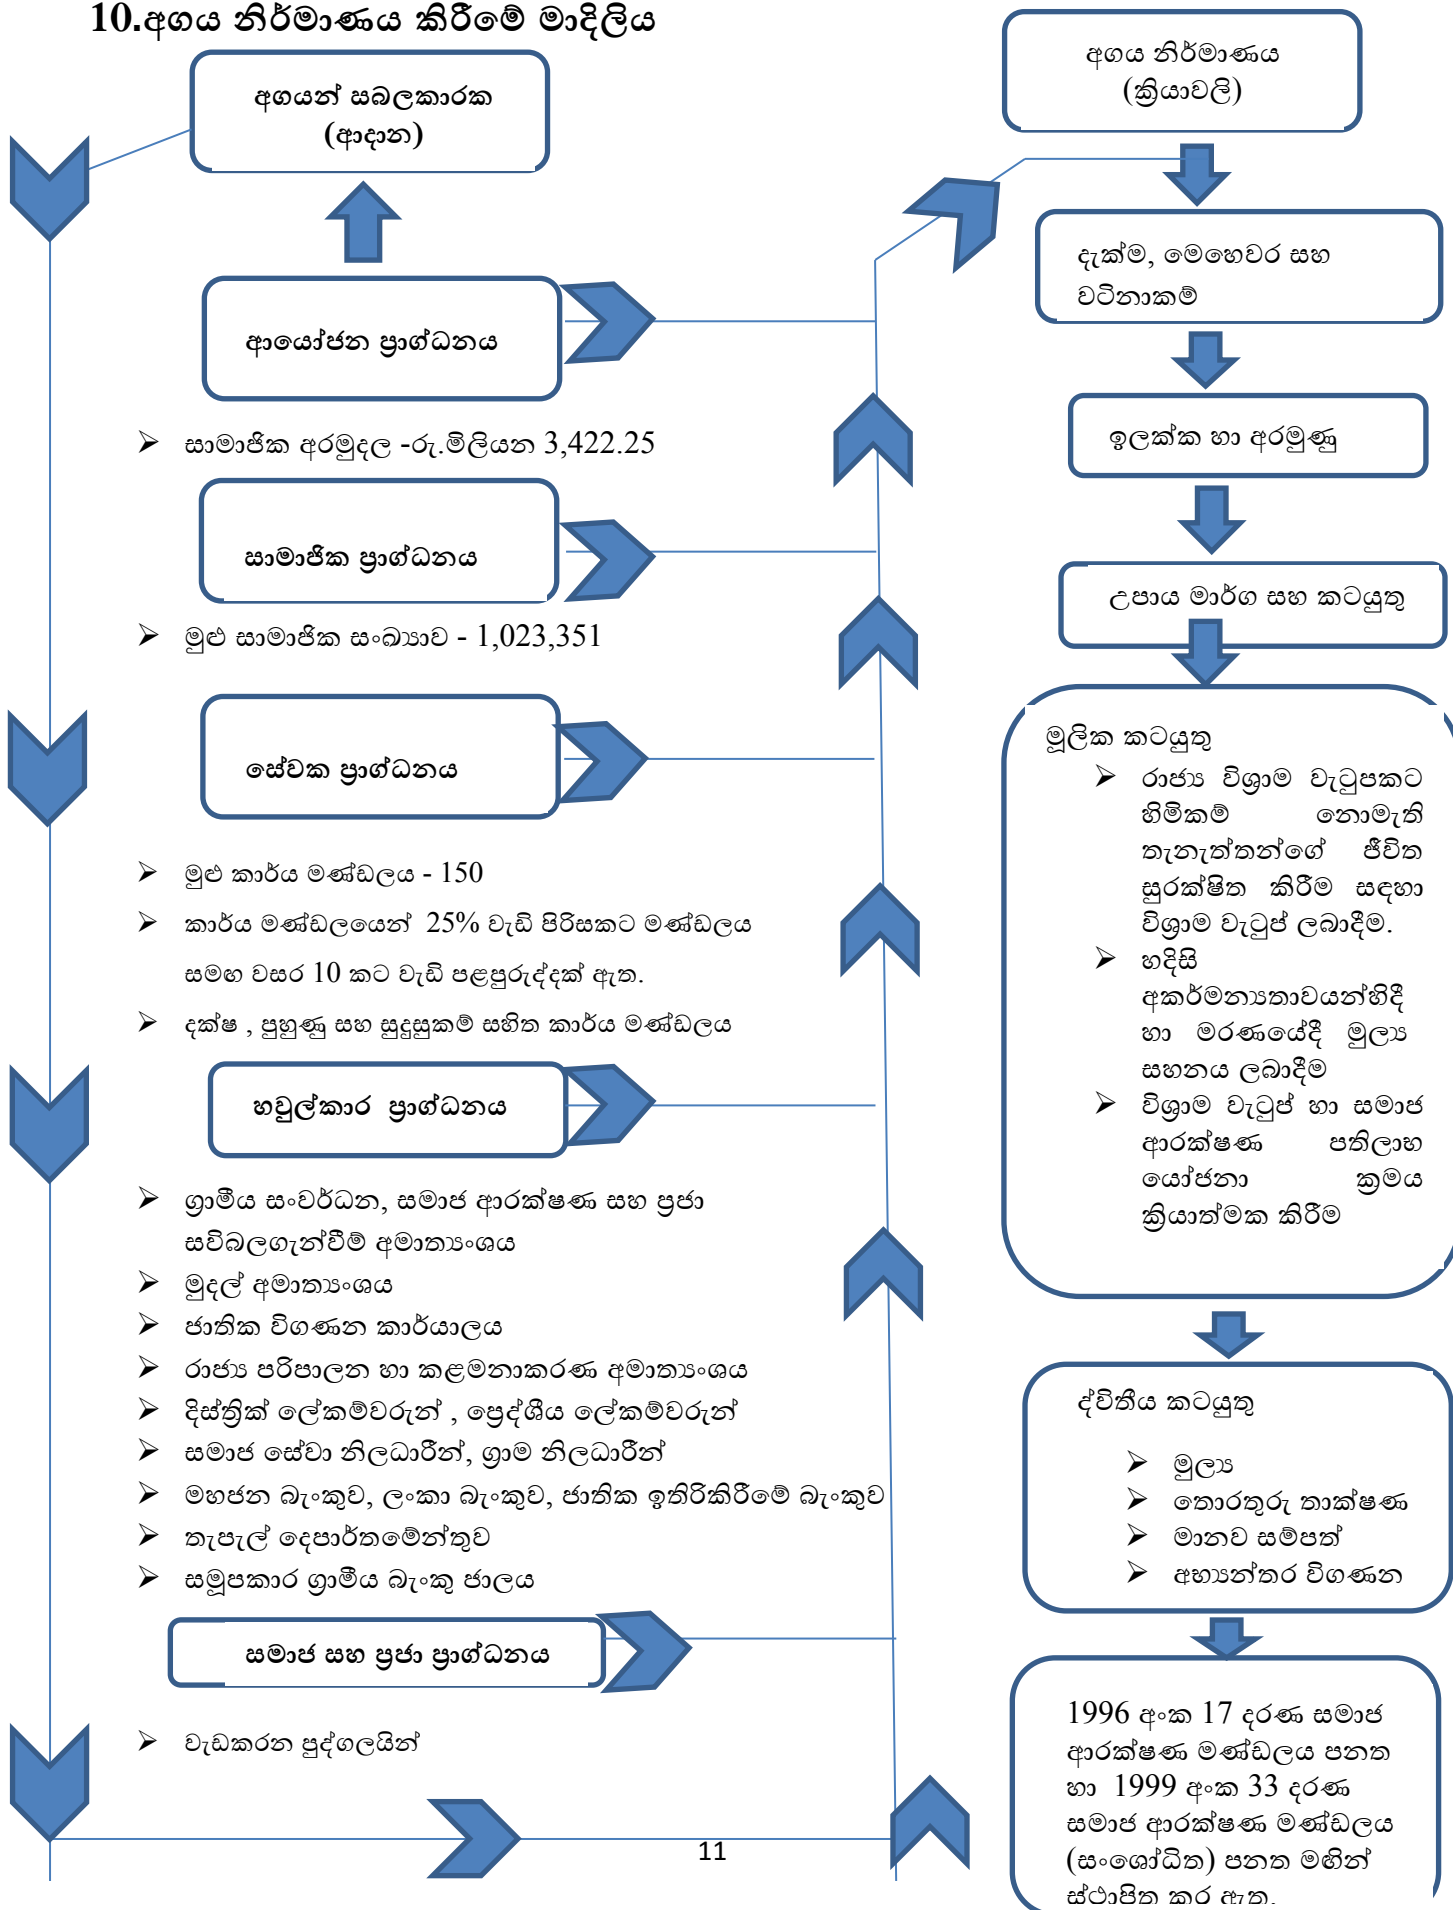 10.අගය නිර්මාණය කිරීමේ මාදිලිය
අගයන් සබලකාරක
(ආදාන)
ආයෝජන ප්‍රාග්ධනය
➢ සාමාජික අරමුදල -රු.මිලියන 3,422.25
සාමාජික ප්‍රාග්ධනය
➢ මුළු සාමාජික සංඛ්‍යාව - 1,023,351
සේවක ප්‍රාග්ධනය
➢ මුළු කාර්ය මණ්ඩලය - 150
➢ කාර්ය මණ්ඩලයෙන් 25% වැඩි පිරිසකට මණ්ඩලය
සමඟ වසර 10 කට වැඩි පළපුරුද්දක් ඇත.
➢ දක්ෂ , පුහුණු සහ සුදුසුකම් සහිත කාර්ය මණ්ඩලය
හවුල්කාර ප්‍රාග්ධනය
➢ ග්‍රාමීය සංවර්ධන, සමාජ ආරක්ෂණ සහ ප්‍රජා
සවිබලගැන්වීම් අමාත්‍යංශය
➢ මුදල් අමාත්‍යංශය
➢ ජාතික විගණන කාර්යාලය
➢ රාජ්‍ය පරිපාලන හා කළමනාකරණ අමාත්‍යංශය
➢ දිස්ත්‍රික් ලේකම්වරුන් , ප්‍රෙද්ශීය ලේකම්වරුන්
➢ සමාජ සේවා නිලධාරීන්, ග්‍රාම නිලධාරීන්
➢ මහජන බැංකුව, ලංකා බැංකුව, ජාතික ඉතිරිකිරීමේ බැංකුව
➢ තැපැල් දෙපාර්තමේන්තුව
➢ සමූපකාර ග්‍රාමීය බැංකු ජාලය
සමාජ සහ ප්‍රජා ප්‍රාග්ධනය
➢ වැඩකරන පුද්ගලයින්
අගය නිර්මාණය
(ක්‍රියාවලි)
දැක්ම, මෙහෙවර සහ
වටිනාකම්
ඉලක්ක හා අරමුණු
උපාය මාර්ග සහ කටයුතු
මූලික කටයුතු
➢ රාජ්‍ය විශ්‍රාම වැටුපකට
හිමිකම් නොමැති
තැනැත්තන්ගේ ජීවිත
සුරක්ෂිත කිරීම සඳහා
විශ්‍රාම වැටුප් ලබාදීම.
➢ හදිසි
අකර්මන්‍යතාවයන්හිදී
හා මරණයේදී මුල්‍ය
සහනය ලබාදීම
➢ විශ්‍රාම වැටුප් හා සමාජ
ආරක්ෂණ පතිලාභ
යෝජනා ක්‍රමය
ක්‍රියාත්මක කිරීම
ද්විතීය කටයුතු
➢ මුල්‍ය
➢ තොරතුරු තාක්ෂණ
➢ මානව සම්පත්
➢ අභ්‍යන්තර විගණන
1996 අංක 17 දරණ සමාජ
ආරක්ෂණ මණ්ඩලය පනත
හා 1999 අංක 33 දරණ
සමාජ ආරක්ෂණ මණ්ඩලය
(සංශෝධිත) පනත මඟින්
ස්ථාපිත කර ඇත.
11